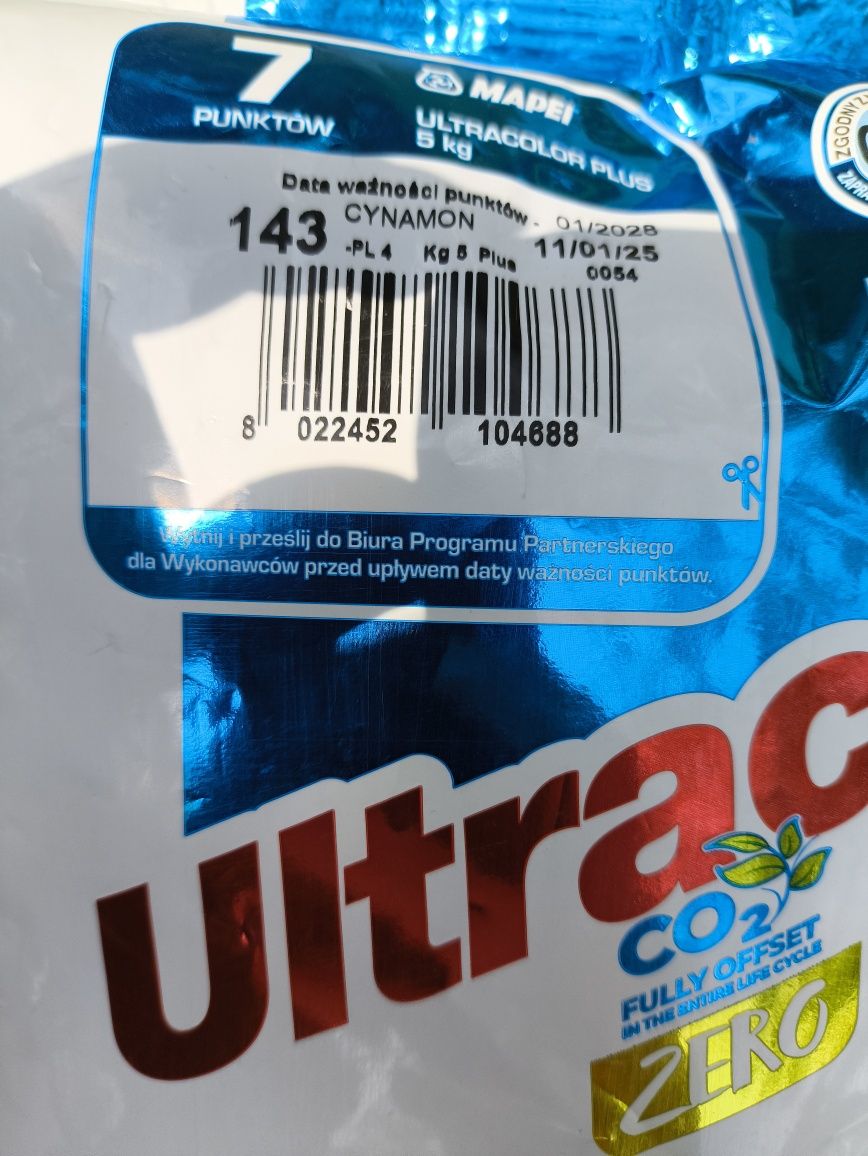 7
PUNKTÓW
MAPEI
ULTRACOLOR PLUS
5 kg
ZGODNY Z
Data ważności punktów - 01/2028
143 CYNAMON
-PL 4 Kg 5 Plus 11/01/25
0054
8 022452 104688
Wytnij i prześlij do Biura Programu Partnerskiego
dla Wykonawców przed upływem daty ważności punktów.
Ultrac
CO2
FULLY OFFSET
IN THE ENTIRE LIFE CYCLE
ZERO